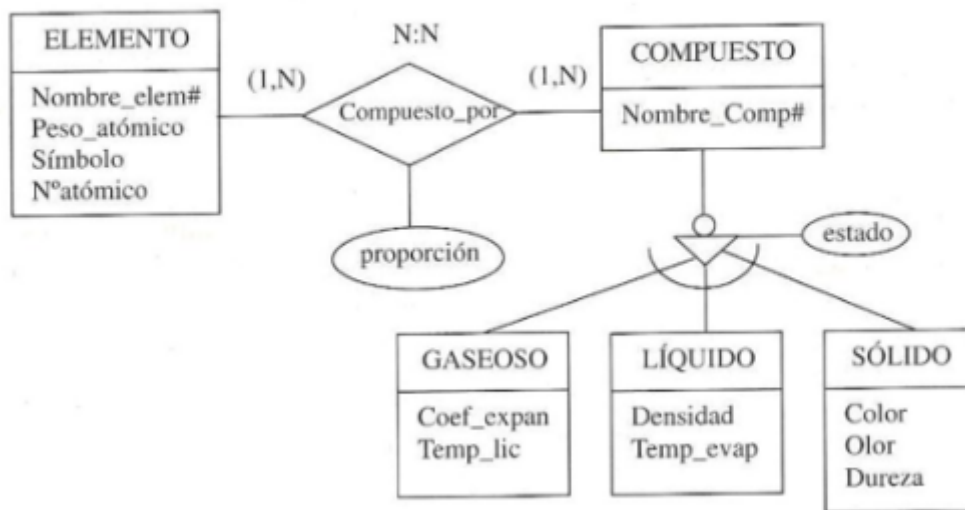 ELEMENTO
Nombre_elem#
Peso_atómico
Símbolo
Nºatómico
(1,N)
N:N
Compuesto_por
(1,N)
proporción
COMPUESTO
Nombre_Comp#
estado
GASEOSO
Coef_expan
Temp_lic
LÍQUIDO
Densidad
Temp_evap
SÓLIDO
Color
Olor
Dureza